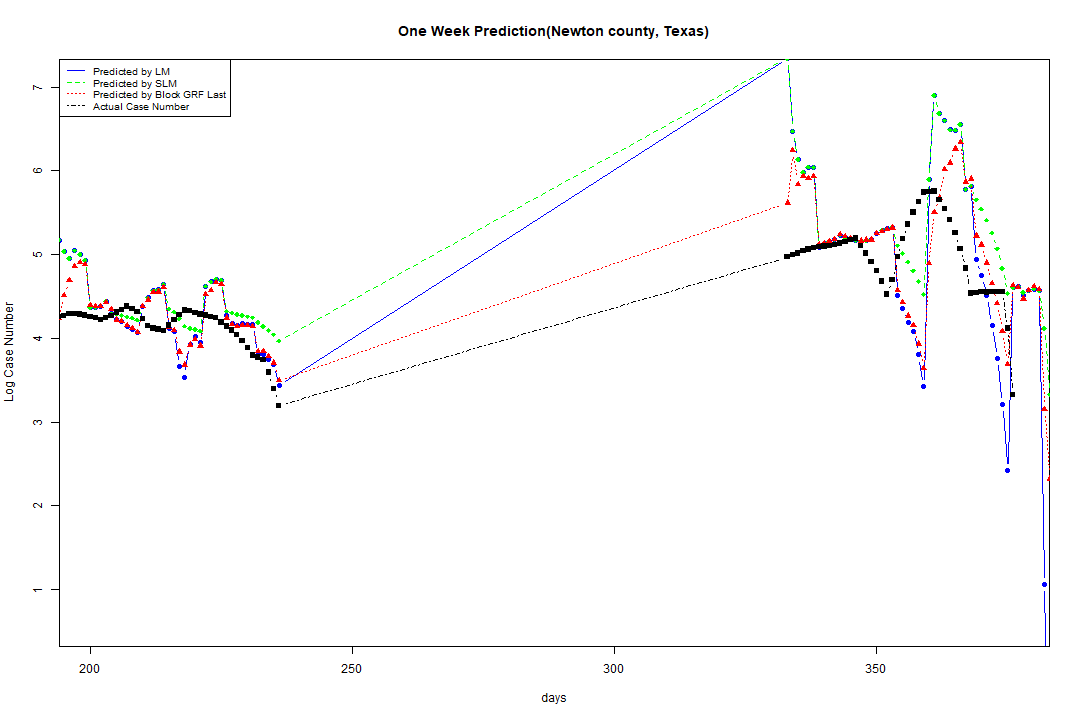 One Week Prediction(Newton county, Texas)
Predicted by LM
Predicted by SLM
Predicted by Block GRF Last
Actual Case Number
Log Case Number
7
6
5
4
3
2
1
200 250 300 350
days